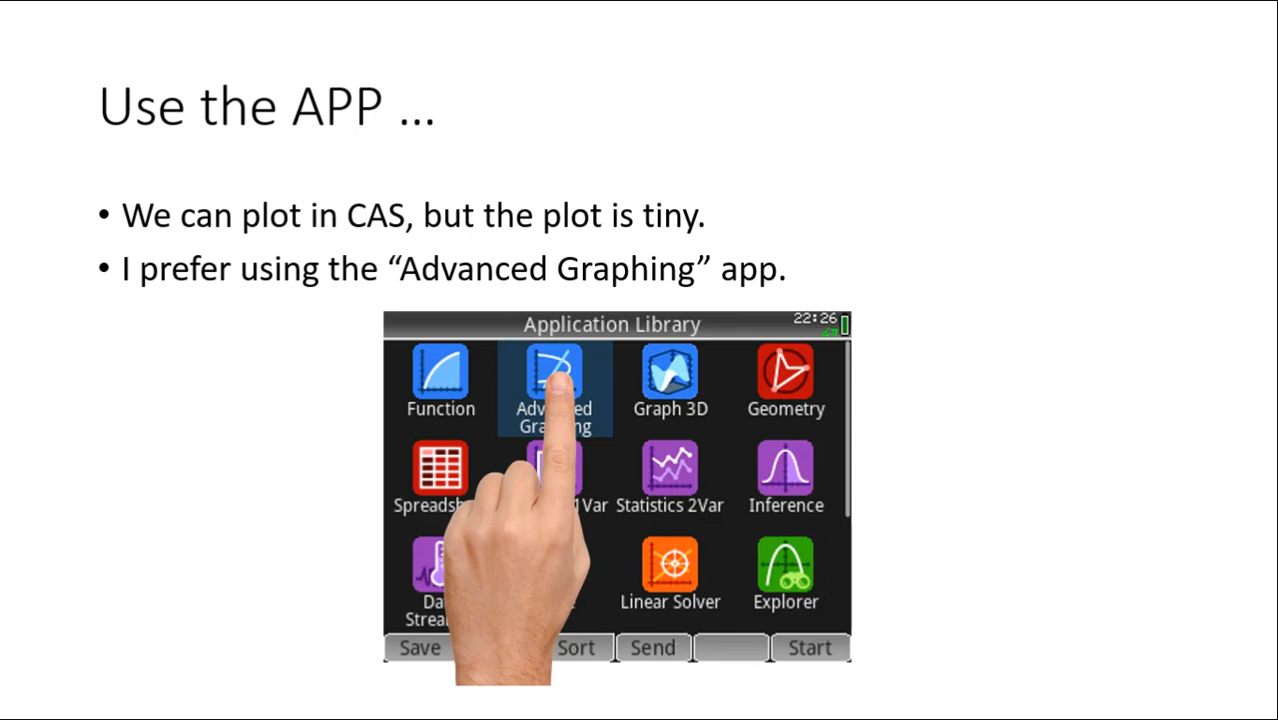 Use the APP ...
• We can plot in CAS, but the plot is tiny.
• I prefer using the “Advanced Graphing” app.
Application Library
22:26
Function
Graph 3D
Geometry
1Var
Statistics 2Var
Inference
Linear Solver
Explorer
Save
Sort
Send
Start